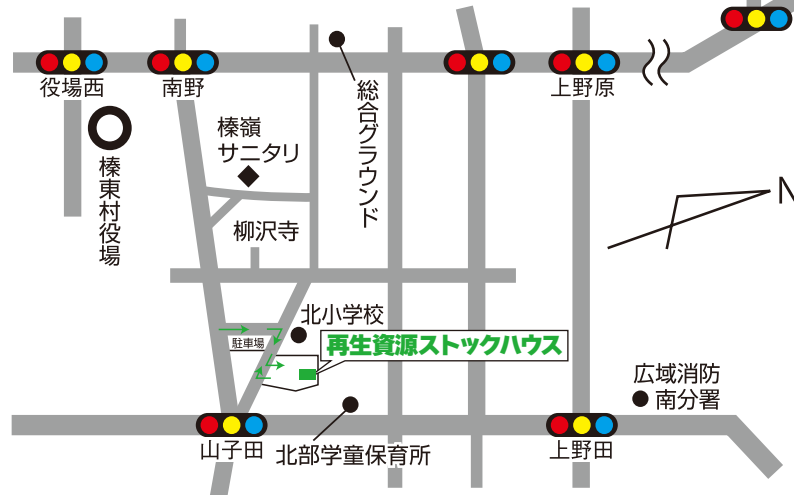 役場西
南野
上野原
総合グラウンド
榛嶺
サニタリ
榛東村役場
N
柳沢寺
北小学校
駐車場
再生資源ストックハウス
広域消防
南分署
山子田
北部学童保育所
上野田